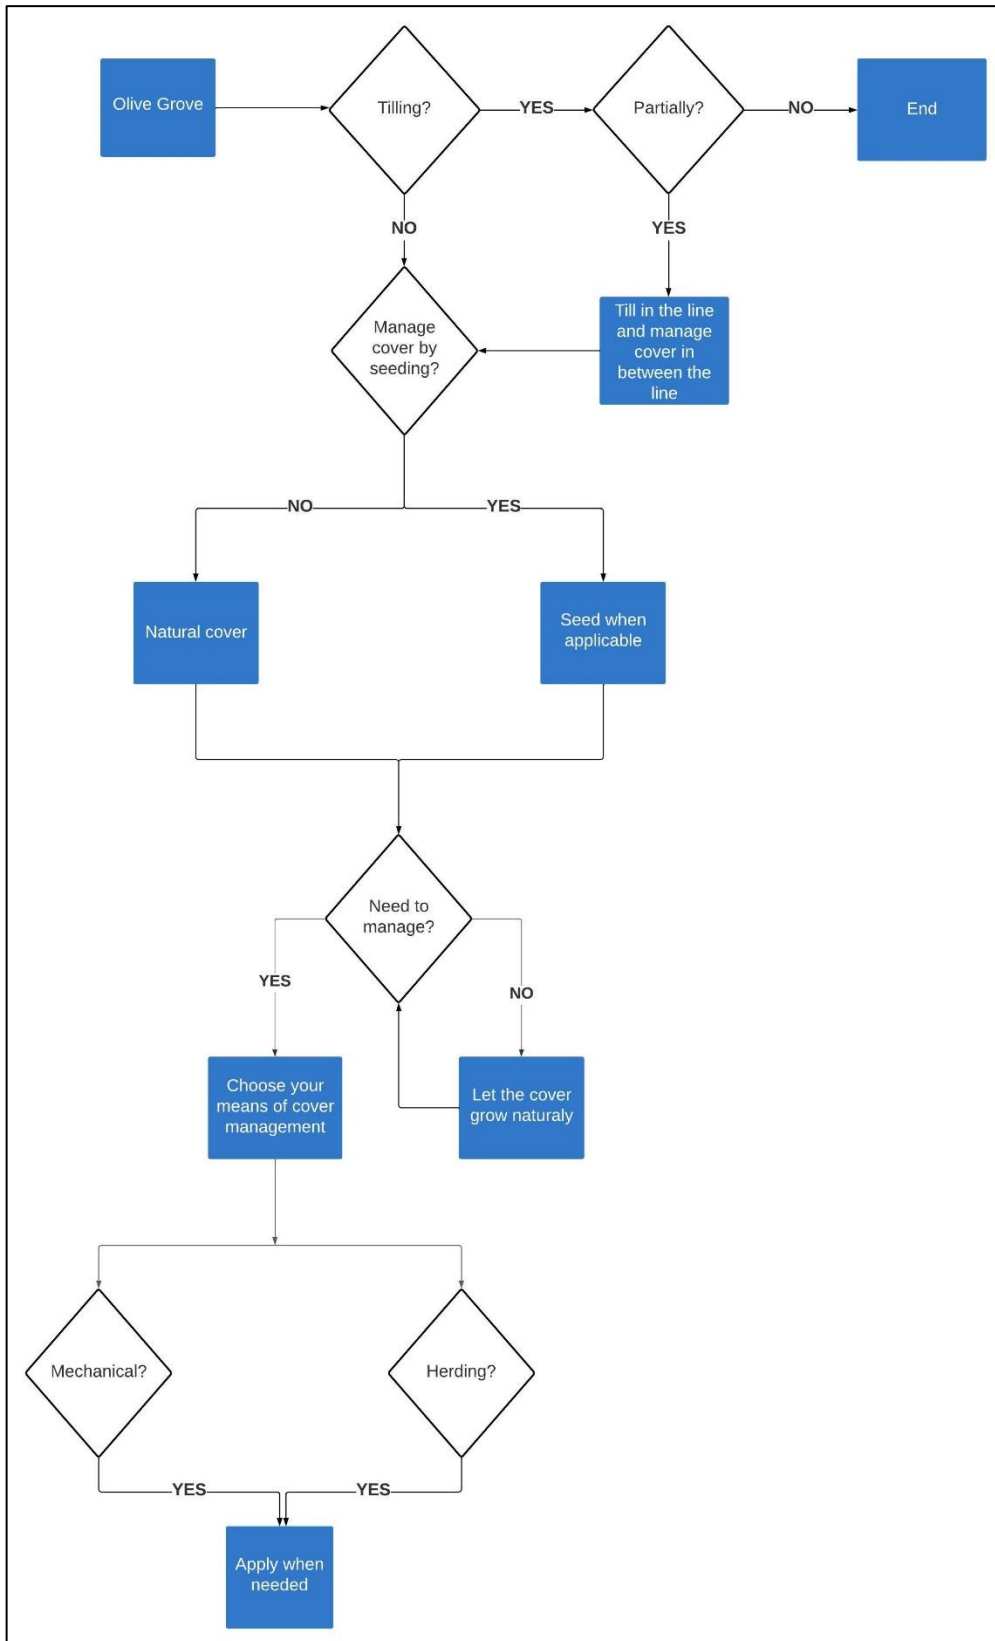 Olive Grove
Tilling?
YES
Partially?
NO
End
NO
YES
Manage
cover by
seeding?
Till in the line
and manage
cover in
between the
line
NO
YES
Natural cover
Seed when
applicable
Need to
manage?
YES
NO
Choose your
means of cover
management
Let the cover
grow naturaly
Mechanical?
Herding?
YES
YES
Apply when
needed